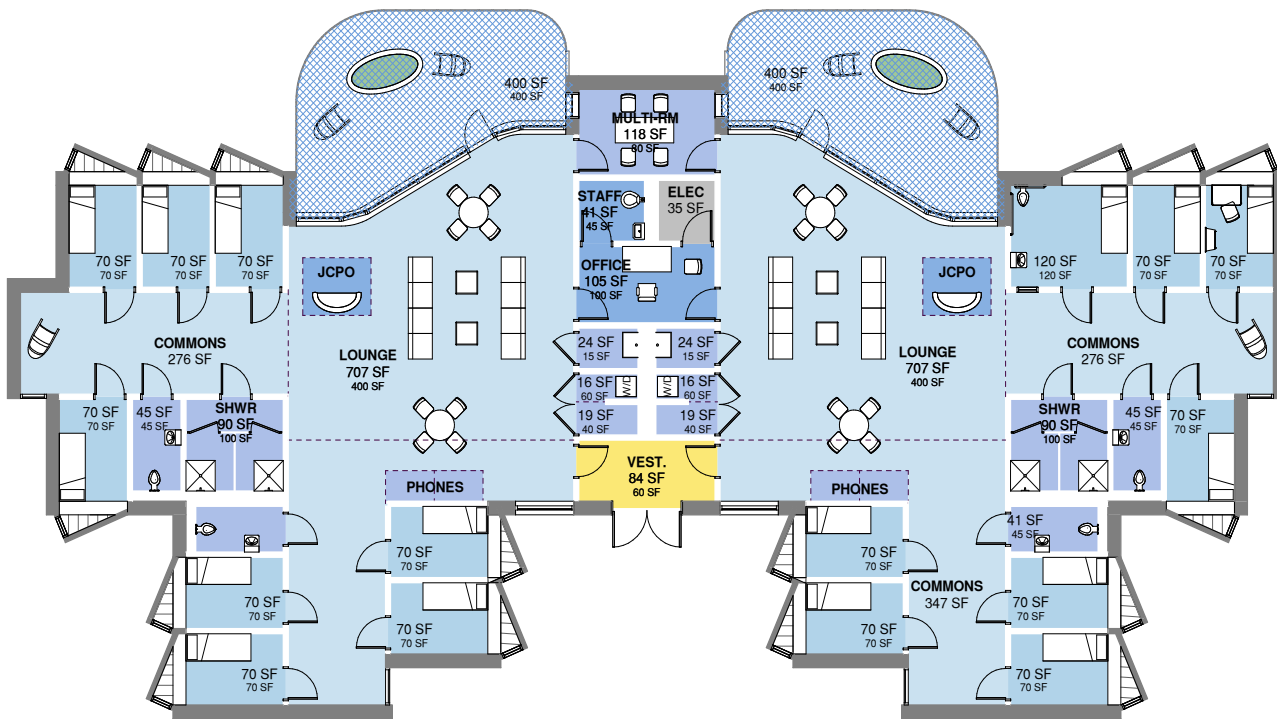 400 SF
400 SF
400 SF
400 SF
MULTI-RM
118 SF
80 SF
STAFF
41 SF
45 SF
ELEC
35 SF
OFFICE
105 SF
100 SF
70 SF
70 SF
70 SF
70 SF
70 SF
70 SF
JCPO
JCPO
120 SF
120 SF
70 SF
70 SF
70 SF
70 SF
COMMONS
276 SF
LOUNGE
707 SF
400 SF
24 SF
15 SF
24 SF
15 SF
LOUNGE
707 SF
400 SF
COMMONS
276 SF
16 SF
60 SF
W/D
W/D
16 SF
60 SF
19 SF
40 SF
19 SF
40 SF
70 SF
70 SF
45 SF
45 SF
SHWR
90 SF
100 SF
SHWR
90 SF
100 SF
45 SF
45 SF
70 SF
70 SF
VEST.
84 SF
60 SF
PHONES
PHONES
41 SF
45 SF
70 SF
70 SF
70 SF
70 SF
COMMONS
347 SF
70 SF
70 SF
70 SF
70 SF
70 SF
70 SF
70 SF
70 SF
70 SF
70 SF
70 SF
70 SF